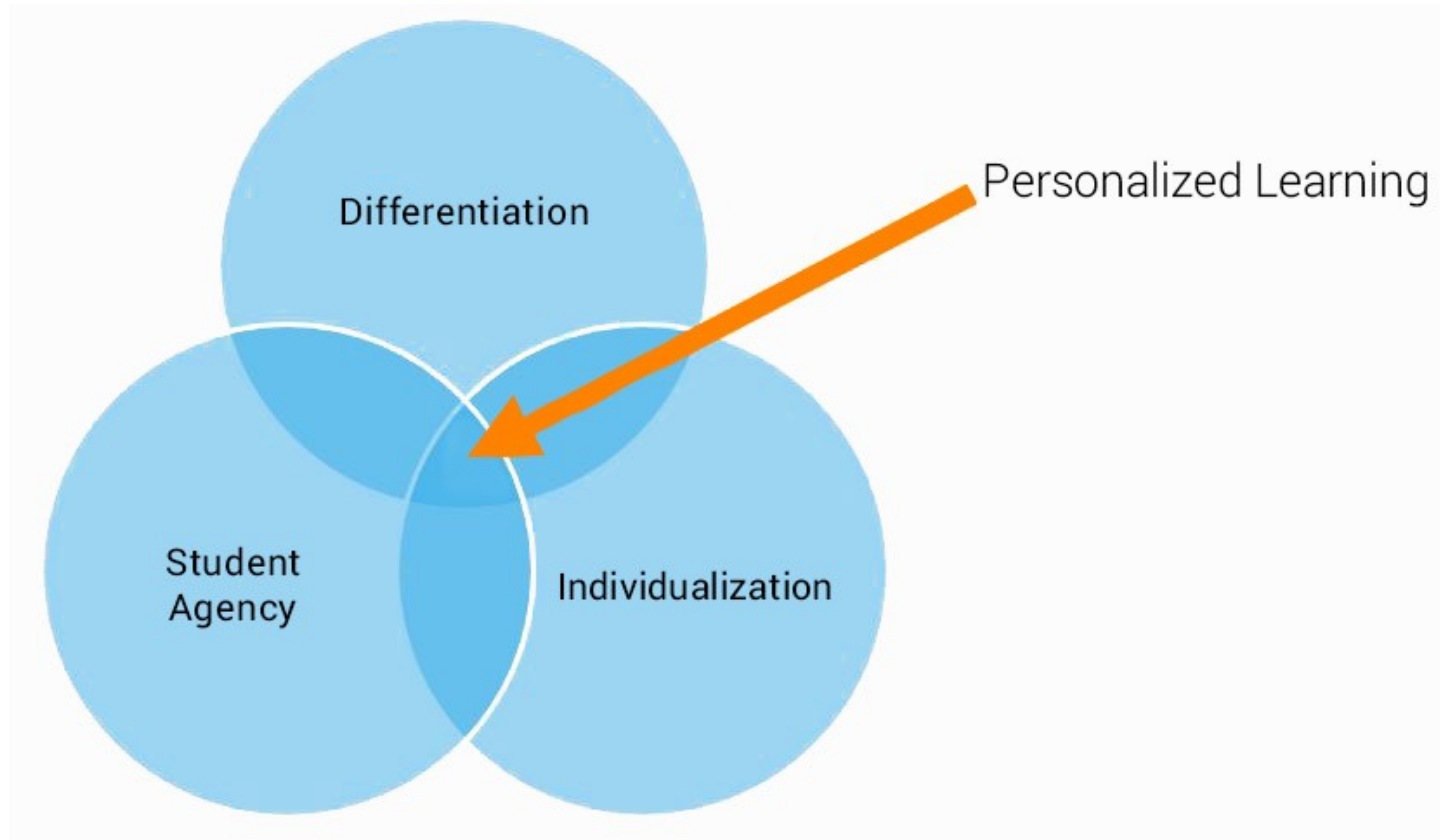 Personalized Learning
Differentiation
Student
Agency
Individualization